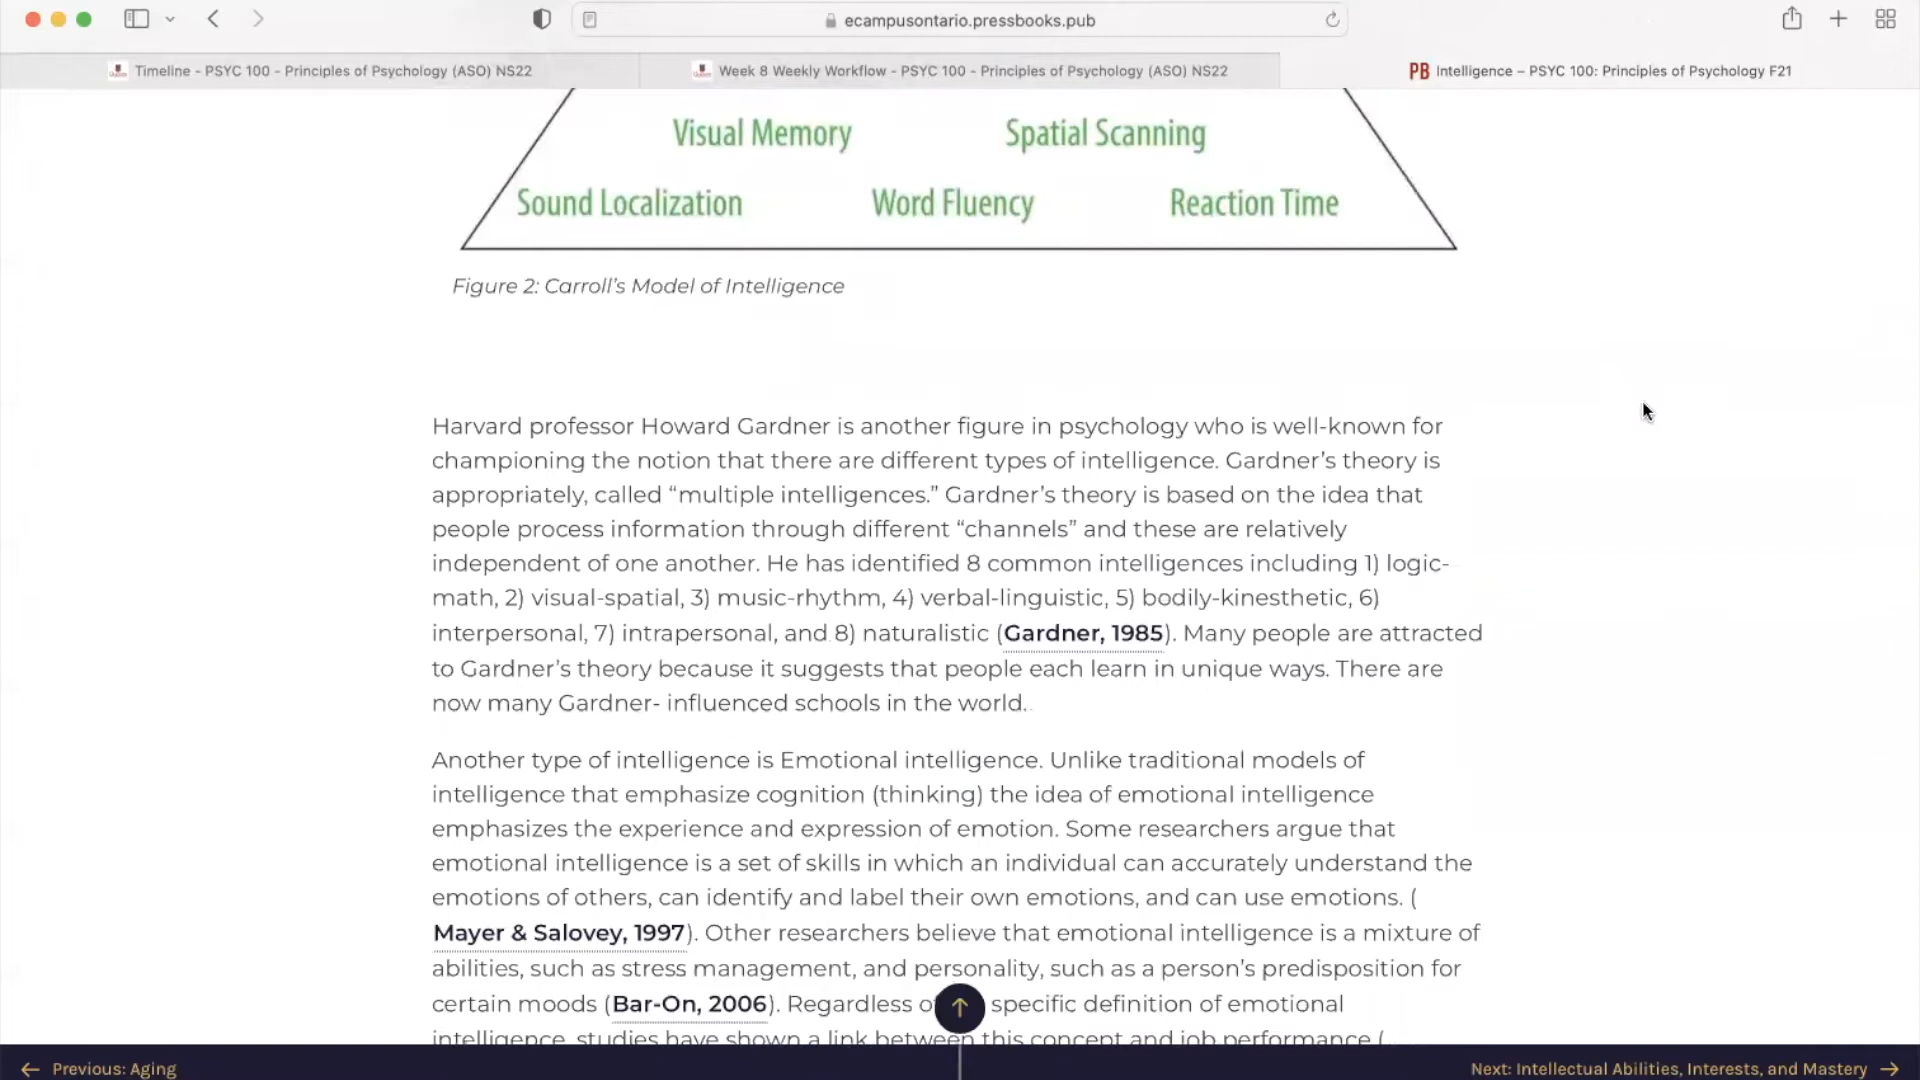 ecampusontario.pressbooks.pub
Timeline - PSYC 100 - Principles of Psychology (ASO) NS22
Week 8 Weekly Workflow - PSYC 100 - Principles of Psychology (ASO) NS22
PB Intelligence – PSYC 100: Principles of Psychology F21
Visual Memory Spatial Scanning
Sound Localization Word Fluency Reaction Time
Figure 2: Carroll’s Model of Intelligence
Harvard professor Howard Gardner is another figure in psychology who is well-known for
championing the notion that there are different types of intelligence. Gardner’s theory is
appropriately, called “multiple intelligences.” Gardner’s theory is based on the idea that
people process information through different “channels” and these are relatively
independent of one another. He has identified 8 common intelligences including 1) logic-
math, 2) visual-spatial, 3) music-rhythm, 4) verbal-linguistic, 5) bodily-kinesthetic, 6)
interpersonal, 7) intrapersonal, and 8) naturalistic (Gardner, 1985). Many people are attracted
to Gardner’s theory because it suggests that people each learn in unique ways. There are
now many Gardner- influenced schools in the world.
Another type of intelligence is Emotional intelligence. Unlike traditional models of
intelligence that emphasize cognition (thinking) the idea of emotional intelligence
emphasizes the experience and expression of emotion. Some researchers argue that
emotional intelligence is a set of skills in which an individual can accurately understand the
emotions of others, can identify and label their own emotions, and can use emotions. (
Mayer & Salovey, 1997). Other researchers believe that emotional intelligence is a mixture of
abilities, such as stress management, and personality, such as a person’s predisposition for
certain moods (Bar-On, 2006). Regardless specific definition of emotional
intelligence, studies have shown a link between this concept and job performance (
← Previous: Aging
Next: Intellectual Abilities, Interests, and Mastery →